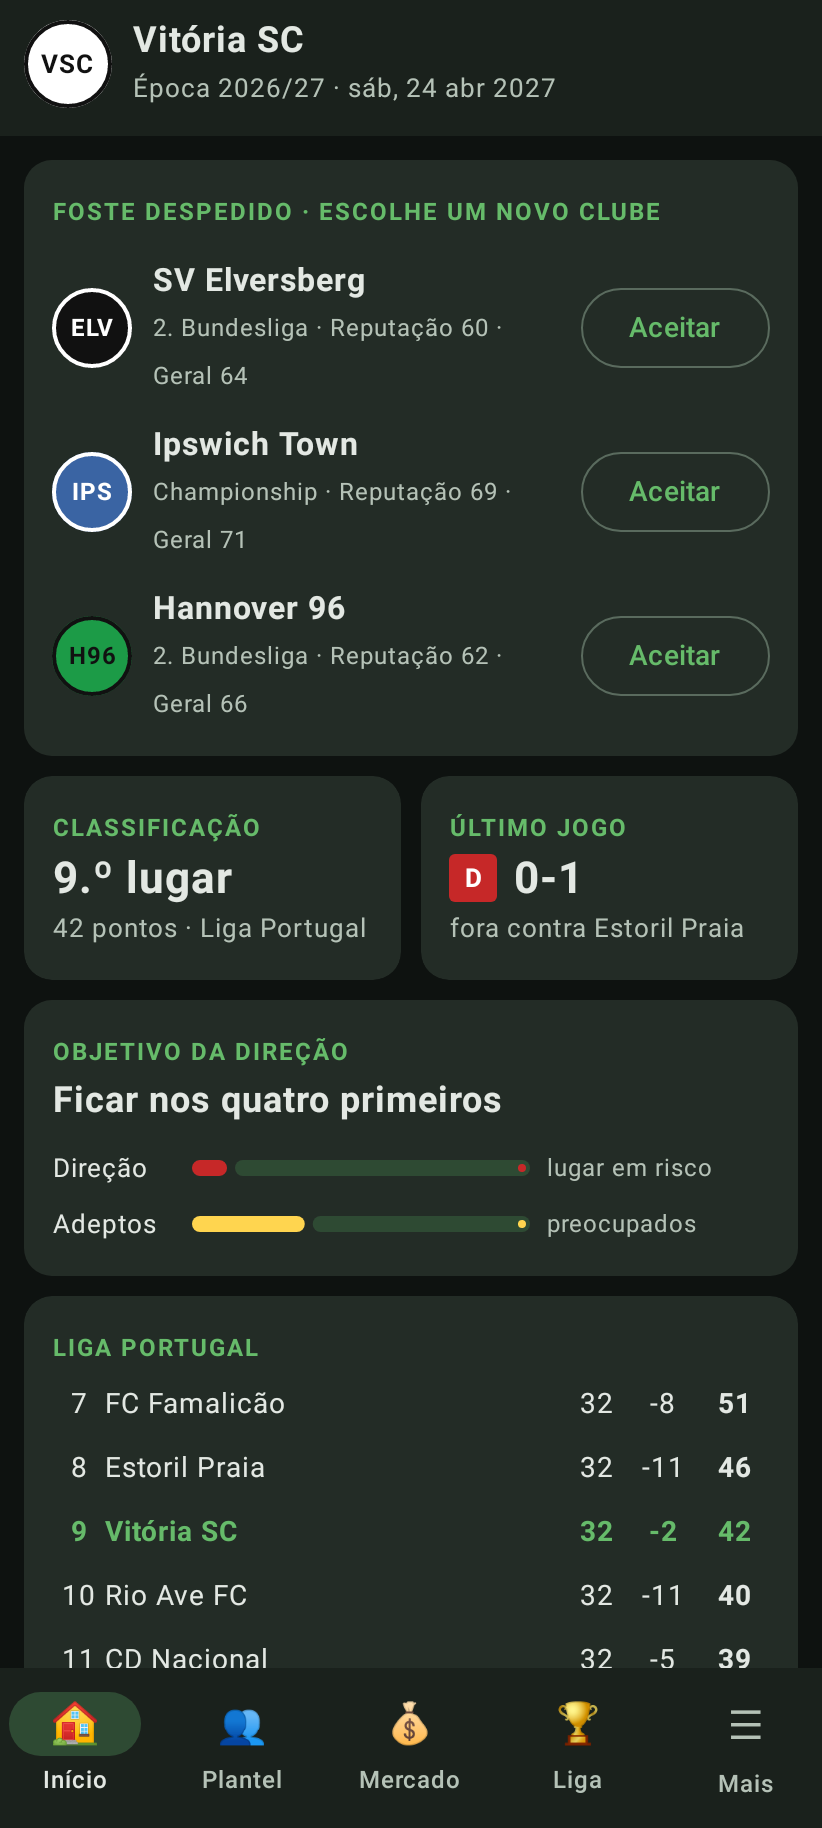 VSC
Vitória SC
Época 2026/27 · sáb, 24 abr 2027
FOSTE DESPEDIDO · ESCOLHE UM NOVO CLUBE
ELV
SV Elversberg
2. Bundesliga · Reputação 60 ·
Geral 64
Aceitar
IPS
Ipswich Town
Championship · Reputação 69 ·
Geral 71
Aceitar
H96
Hannover 96
2. Bundesliga · Reputação 62 ·
Geral 66
Aceitar
CLASSIFICAÇÃO
9.º lugar
42 pontos · Liga Portugal
ÚLTIMO JOGO
D 0-1
fora contra Estoril Praia
OBJETIVO DA DIREÇÃO
Ficar nos quatro primeiros
Direção lugar em risco
Adeptos preocupados
LIGA PORTUGAL
7 FC Famalicão 32 -8 51
8 Estoril Praia 32 -11 46
9 Vitória SC 32 -2 42
10 Rio Ave FC 32 -11 40
11 CD Nacional 32 -5 39
Início Plantel Mercado Liga Mais